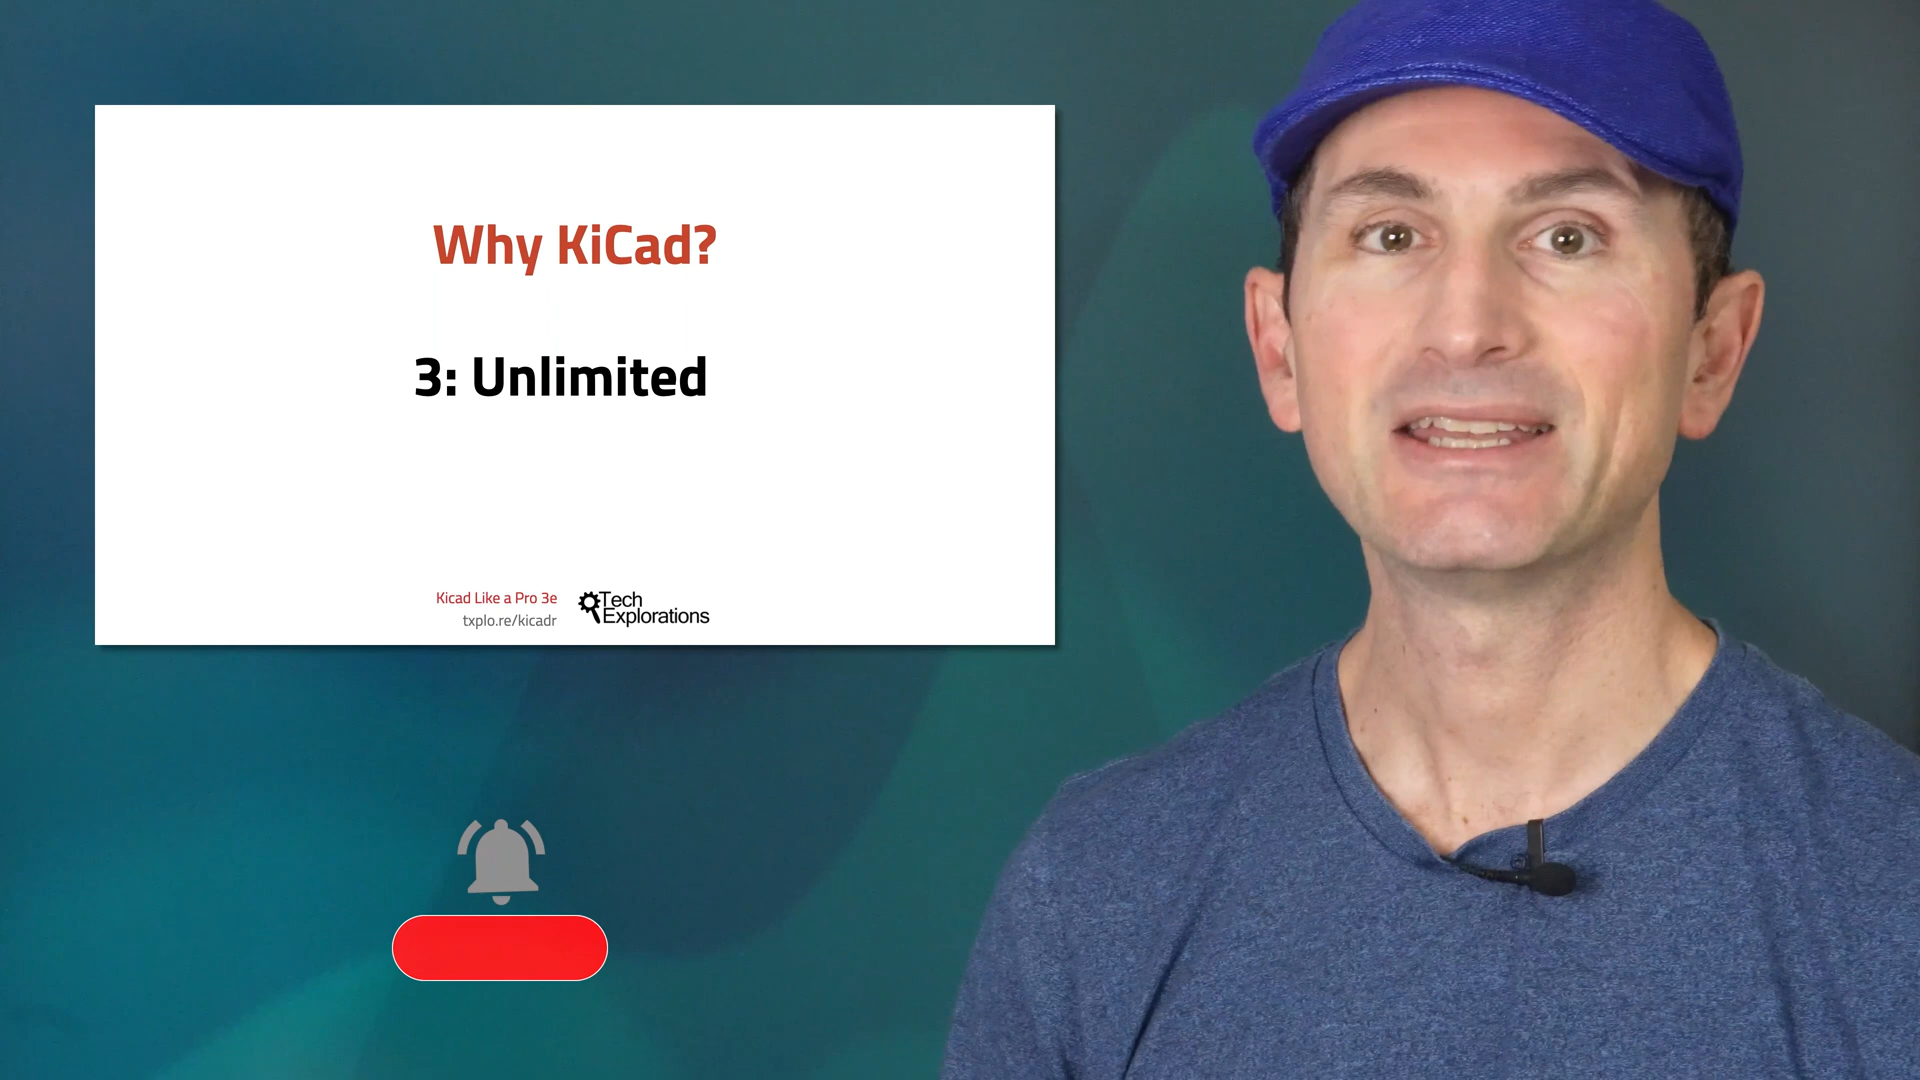 Why KiCad?
3: Unlimited
Kicad Like a Pro 3e
txplo.re/kicadr
Tech
Explorations